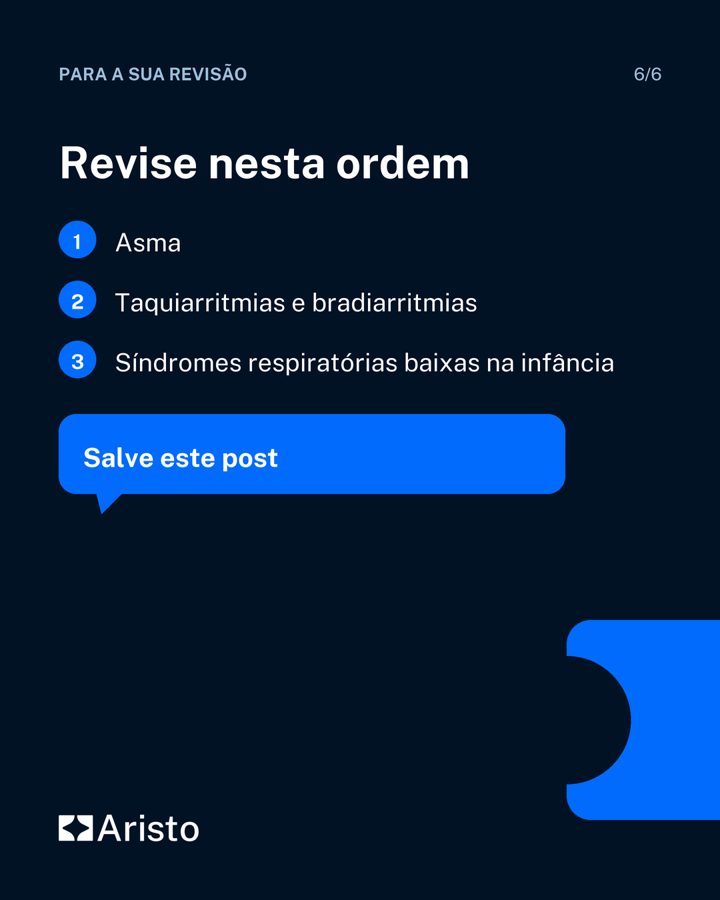 PARA A SUA REVISÃO
6/6
Revise nesta ordem
1 Asma
2 Taquiarritmias e bradiarritmias
3 Síndromes respiratórias baixas na infância
Salve este post
Aristo